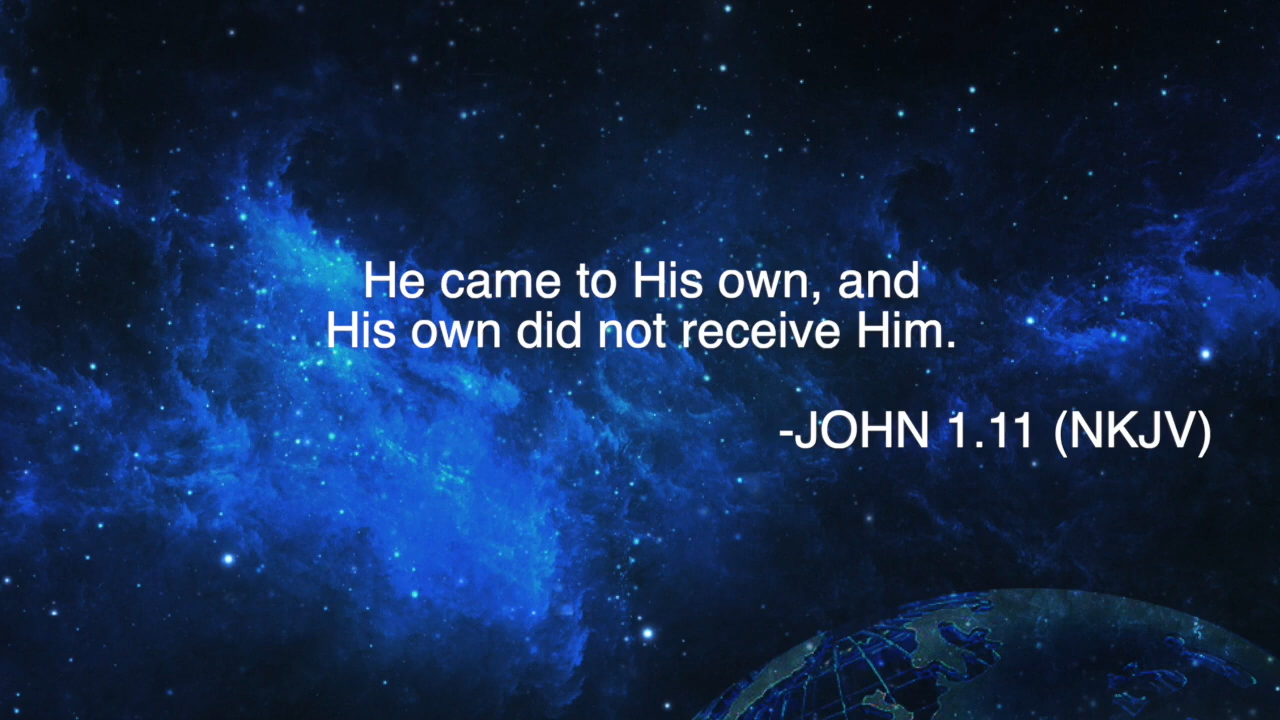 He came to His own, and
His own did not receive Him.
-JOHN 1.11 (NKJV)